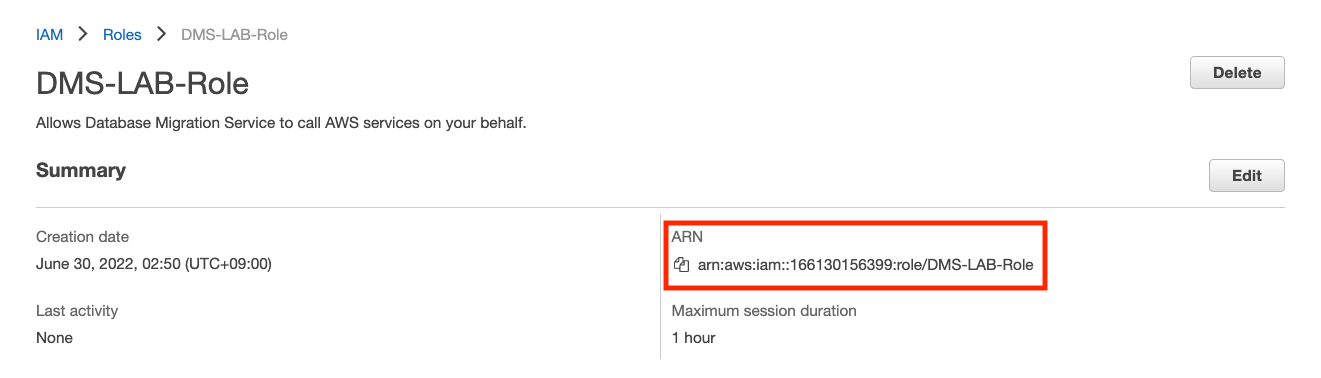 IAM > Roles > DMS-LAB-Role
DMS-LAB-Role
Delete
Allows Database Migration Service to call AWS services on your behalf.
Summary
Edit
Creation date
June 30, 2022, 02:50 (UTC+09:00)
ARN
arn:aws:iam::166130156399:role/DMS-LAB-Role
Last activity
None
Maximum session duration
1 hour